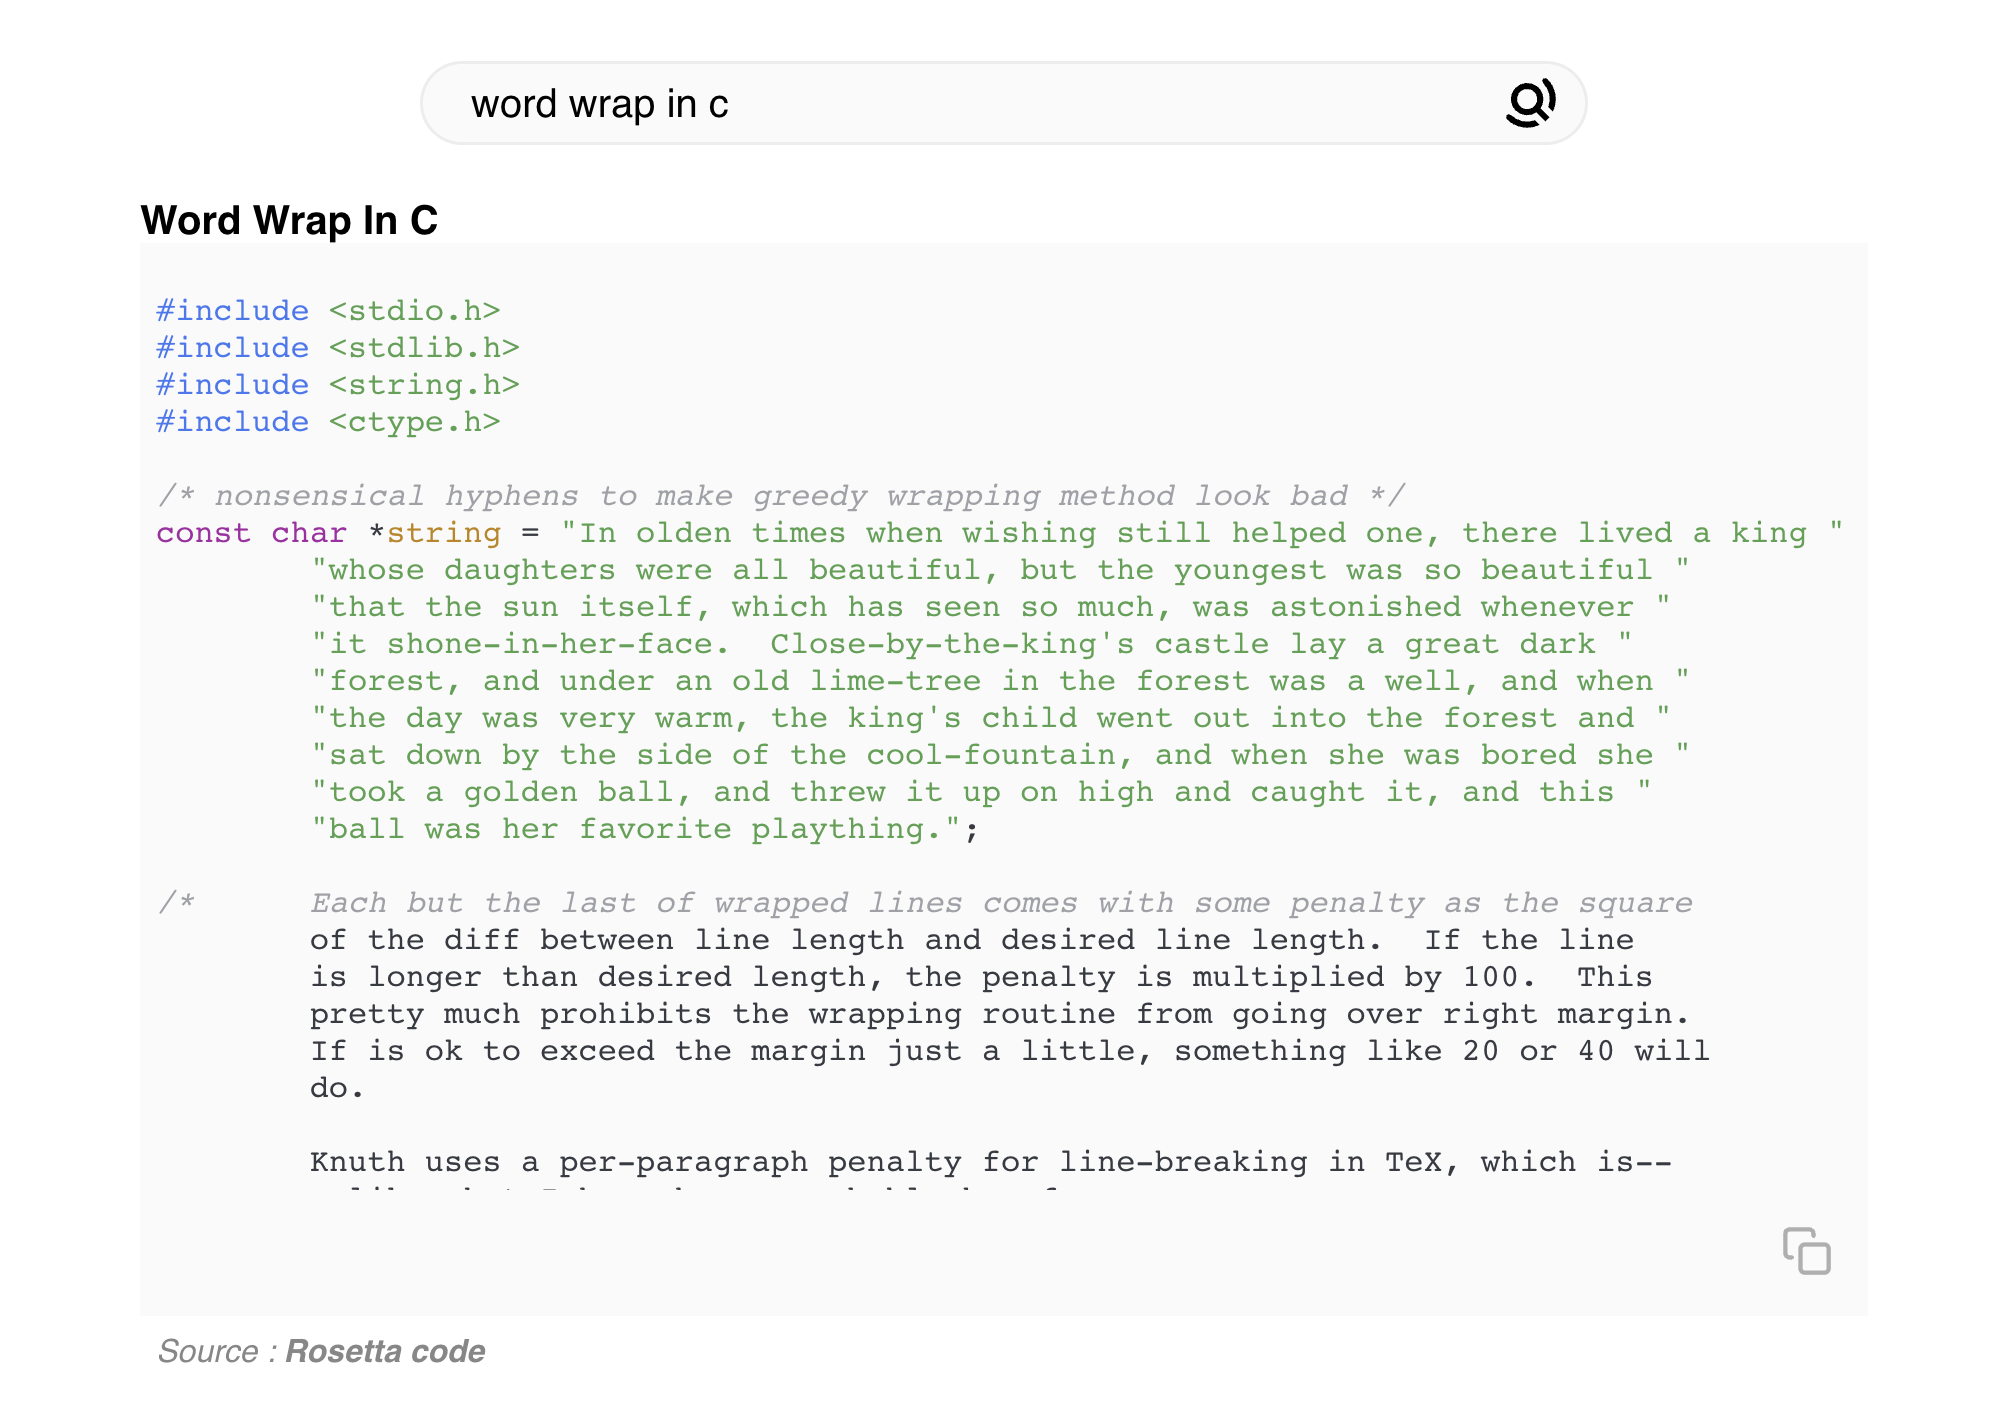 word wrap in c
Word Wrap In C
#include <stdio.h>
#include <stdlib.h>
#include <string.h>
#include <ctype.h>
/* nonsensical hyphens to make greedy wrapping method look bad */
const char *string = "In olden times when wishing still helped one, there lived a king "
"whose daughters were all beautiful, but the youngest was so beautiful "
"that the sun itself, which has seen so much, was astonished whenever "
"it shone-in-her-face.  Close-by-the-king's castle lay a great dark "
"forest, and under an old lime-tree in the forest was a well, and when "
"the day was very warm, the king's child went out into the forest and "
"sat down by the side of the cool-fountain, and when she was bored she "
"took a golden ball, and threw it up on high and caught it, and this "
"ball was her favorite plaything.";
/*      Each but the last of wrapped lines comes with some penalty as the square
of the diff between line length and desired line length.  If the line
is longer than desired length, the penalty is multiplied by 100.  This
pretty much prohibits the wrapping routine from going over right margin.
If is ok to exceed the margin just a little, something like 20 or 40 will
do.
Knuth uses a per-paragraph penalty for line-breaking in TeX, which is--
Source : Rosetta code